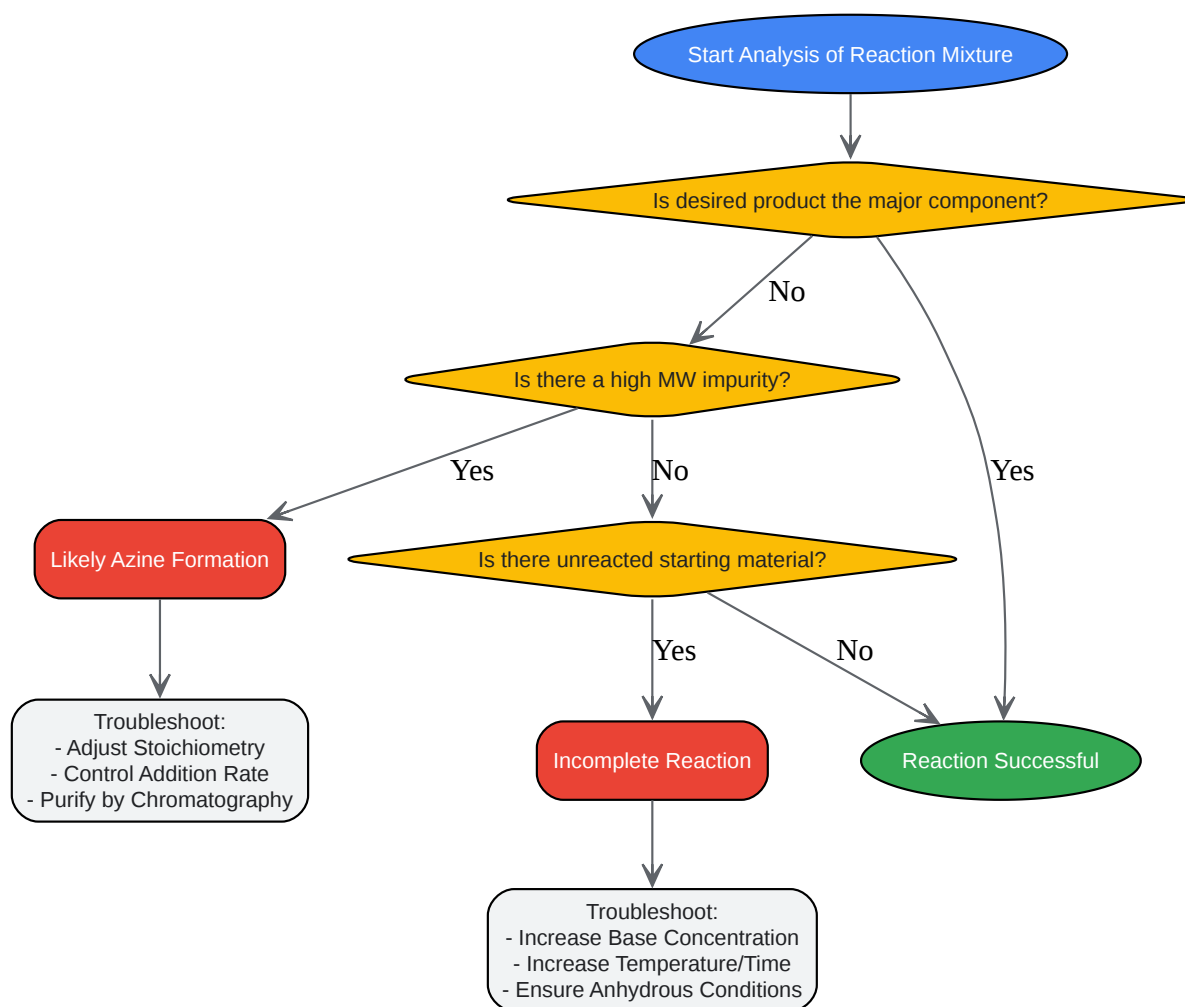 Start Analysis of Reaction Mixture
Is desired product the major component?
No
Is there a high MW impurity?
Yes
No
Yes
Likely Azine Formation
Is there unreacted starting material?
Yes
No
Troubleshoot:
- Adjust Stoichiometry
- Control Addition Rate
- Purify by Chromatography
Incomplete Reaction
Reaction Successful
Troubleshoot:
- Increase Base Concentration
- Increase Temperature/Time
- Ensure Anhydrous Conditions